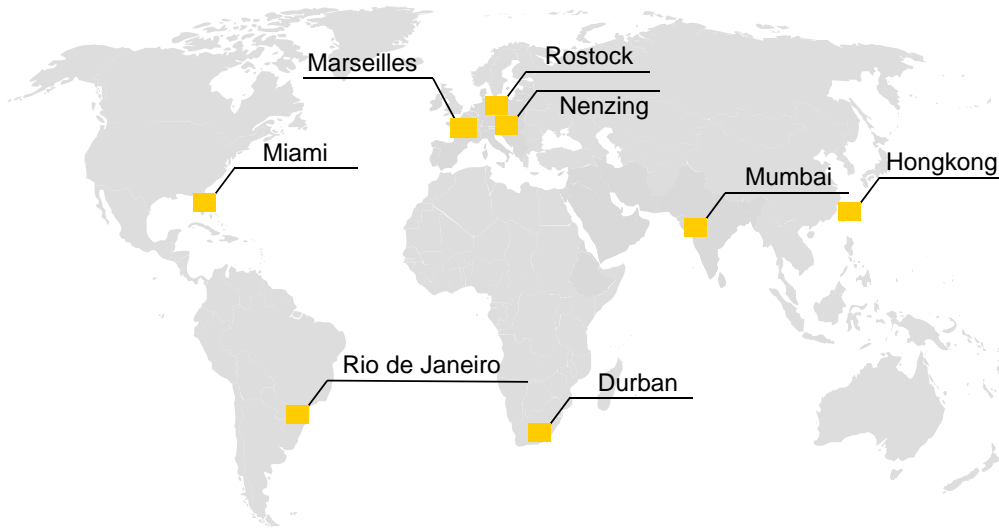 Rostock
Marseilles
Nenzing
Miami
Hongkong
Mumbai
Rio de Janeiro
Durban